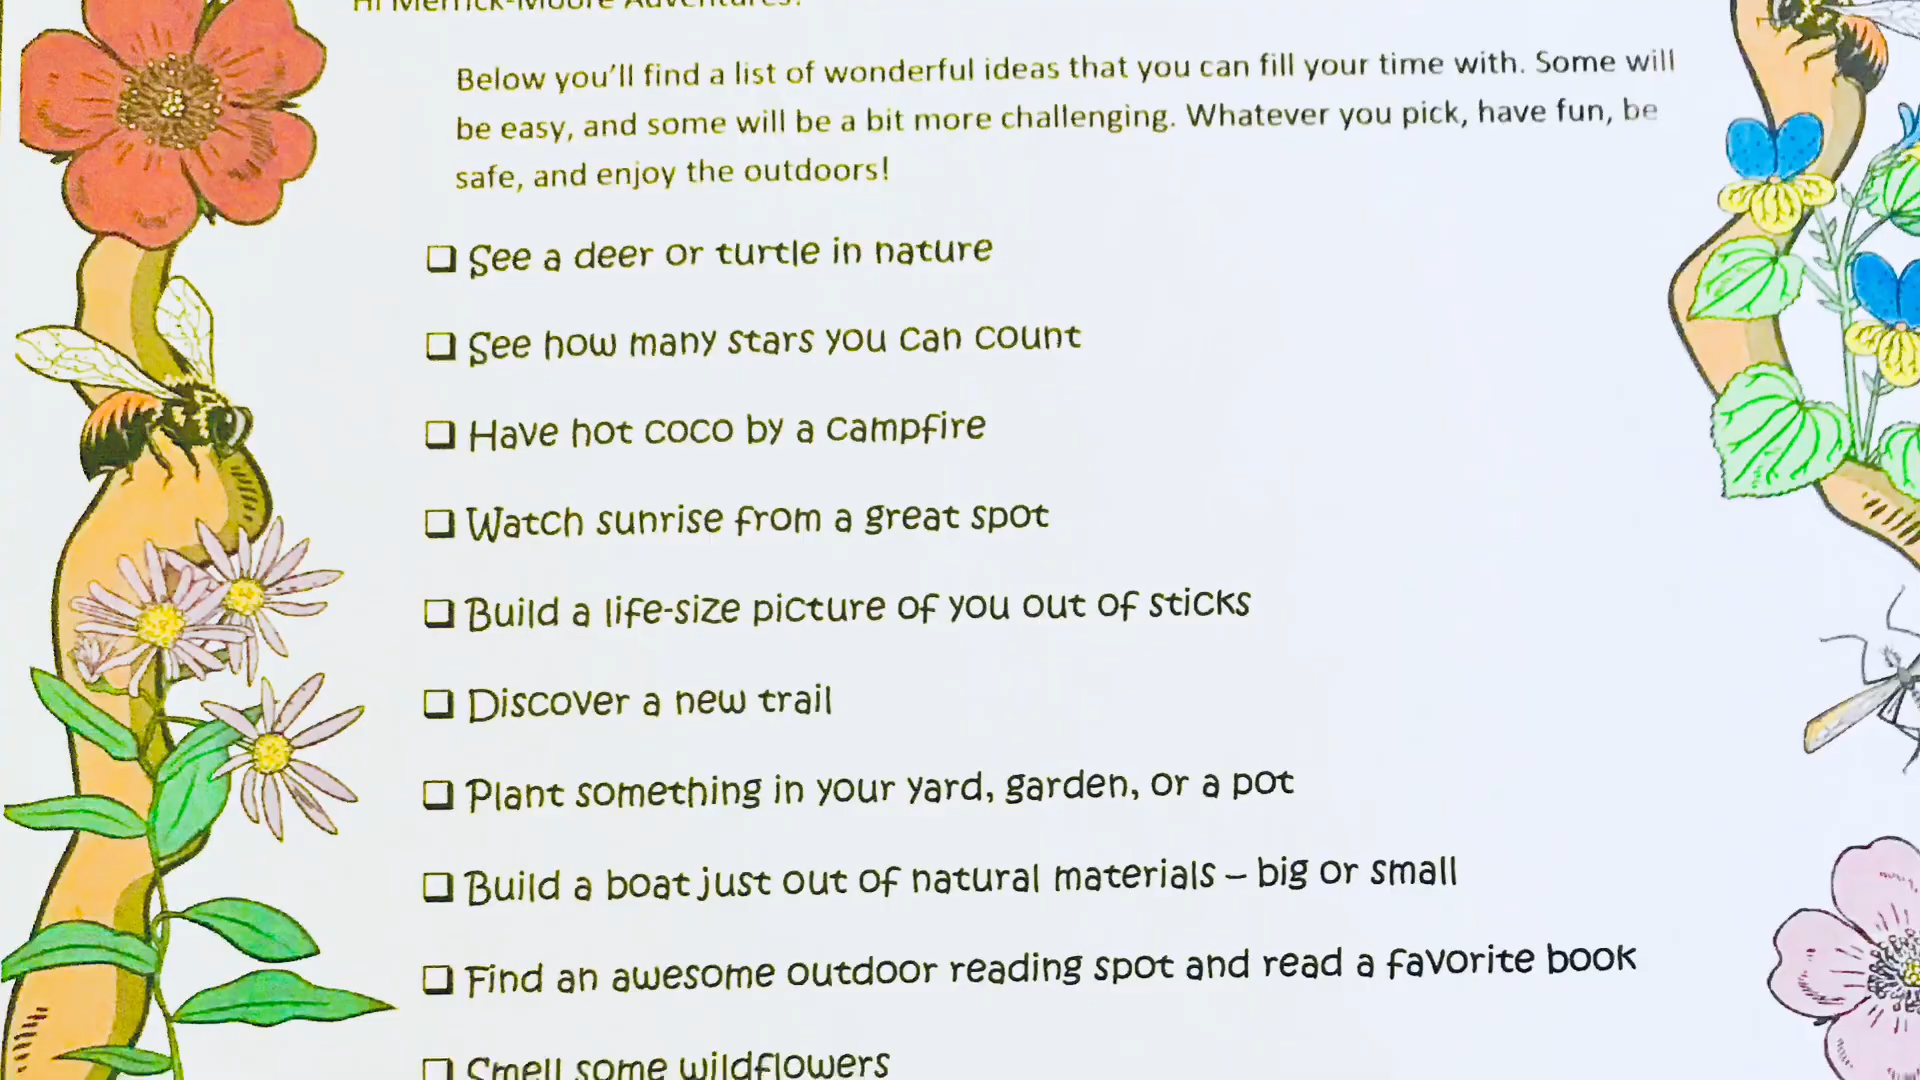 Hi Merrick-Moore Adventures!
Below you'll find a list of wonderful ideas that you can fill your time with. Some will
be easy, and some will be a bit more challenging. Whatever you pick, have fun, be
safe, and enjoy the outdoors!
❑ See a deer or turtle in nature
❑ See how many stars you can count
❑ Have hot coco by a campfire
❑ Watch sunrise from a great spot
❑ Build a life-size picture of you out of sticks
❑ Discover a new trail
❑ Plant something in your yard, garden, or a pot
❑ Build a boat just out of natural materials – big or small
❑ Find an awesome outdoor reading spot and read a favorite book
❑ Smell some wildflowers